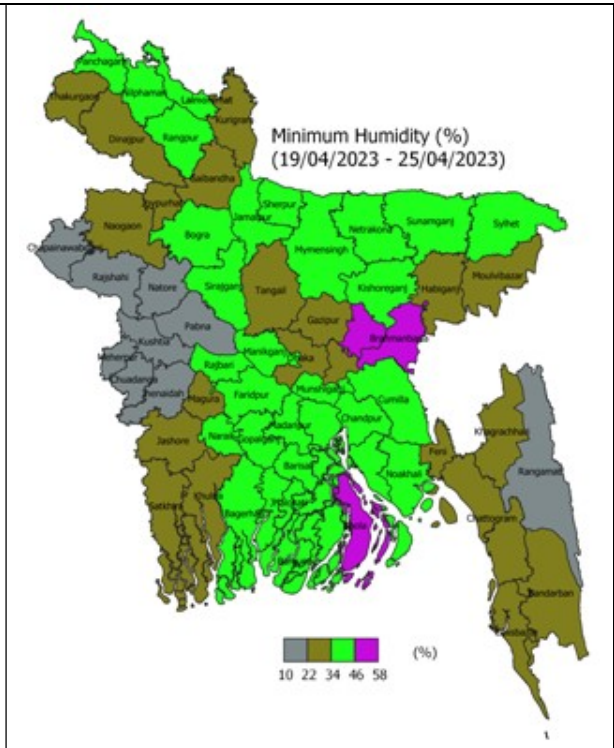 Panchagarh
Nilphamari
Lalmonirhat
Thakurgaon
Kurigram
Rangpur
Dinajpur
Minimum Humidity (%)
(19/04/2023 - 25/04/2023)
Gaibandha
Joypurhat
Naogaon
Sherpur
Jamalpur
Bogra
Netrakona
Sunamganj
Sylhet
Mymensingh
Chapainawabganj
Rajshahi
Natore
Sirajganj
Tangail
Kishoreganj
Habiganj
Moulvibazar
Pabna
Gazipur
Brahmanbaria
Kushtia
Meherpur
Manikganj
Dhaka
Chuadanga
Rajbari
Jhenaidah
Magura
Faridpur
Munshiganj
Cumilla
Chandpur
Madaripur
Jashore
Narail
Gopalganj
Khagrachhari
Feni
Rangamati
Barisal
Noakhali
Khulna
Satkhira
Bagerhat
Bhola
Chattogram
Bandarban
(%)
10 22 34 46 58